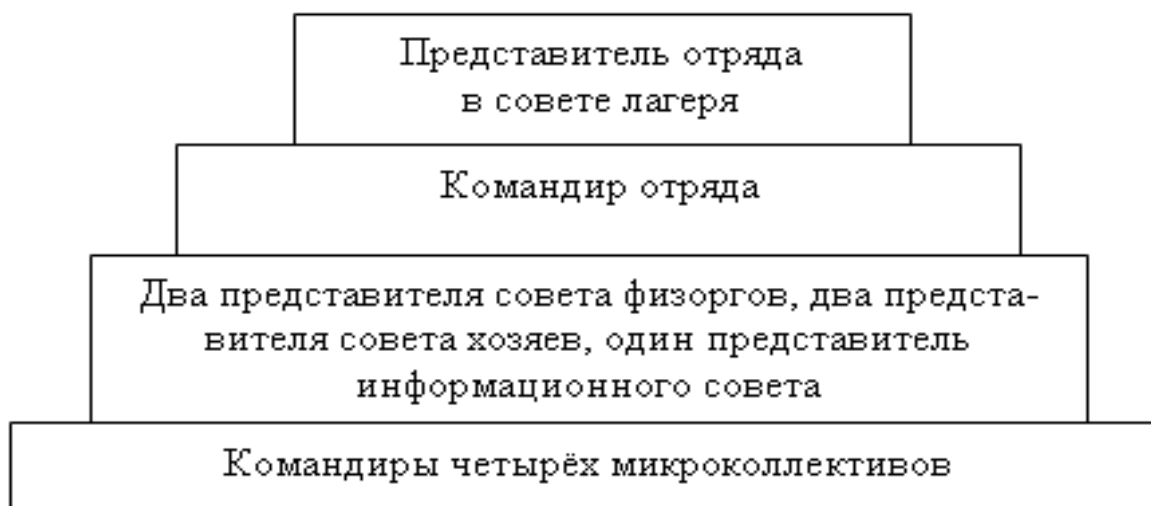 Представитель отряда
в совете лагеря
Командир отряда
Два представителя совета физоргов, два предста-
вителя совета хозяев, один представитель
информационного совета
Командиры четырёх микроколлективов